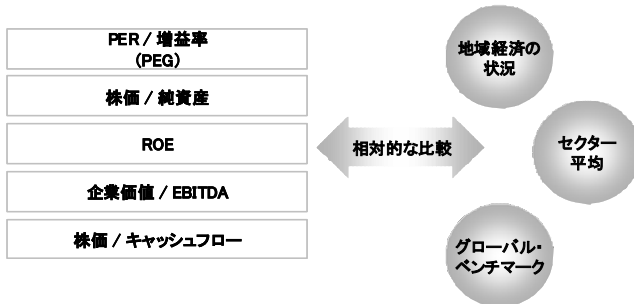 PER / 増益率
(PEG)
株価 / 純資産
ROE
企業価値 / EBITDA
株価 / キャッシュフロー
相対的な比較
地域経済の
状況
セクター
平均
グローバル・
ベンチマーク